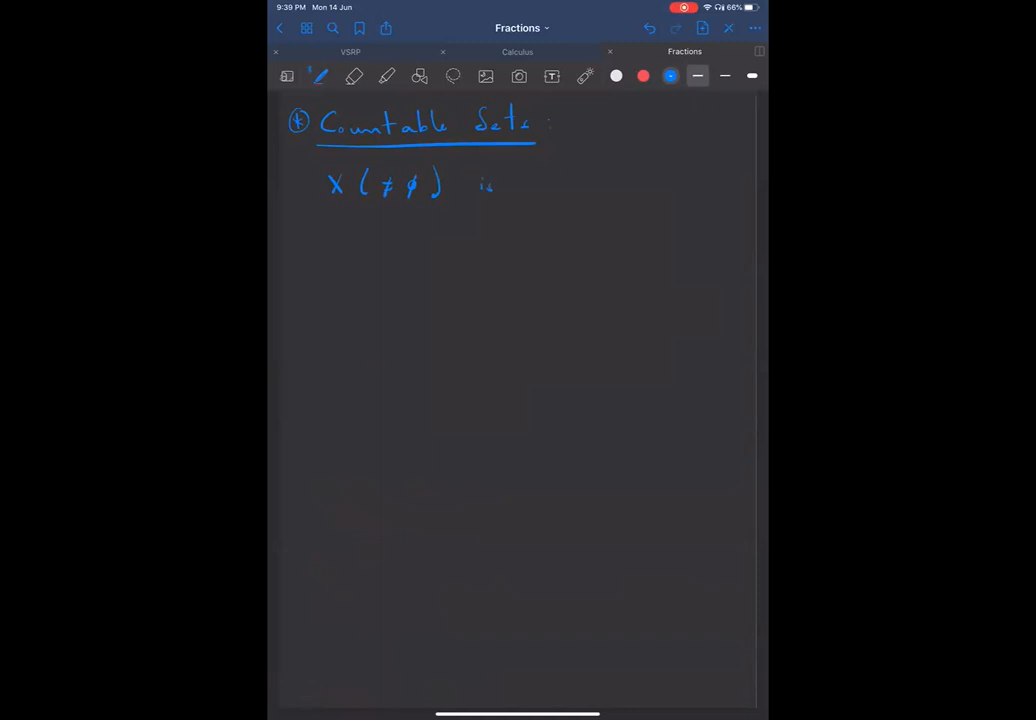 9:39 PM Mon 14 Jun 66%
Fractions
VSRP Calculus Fractions
* Countable Sets :
X ( ≠ φ ) is